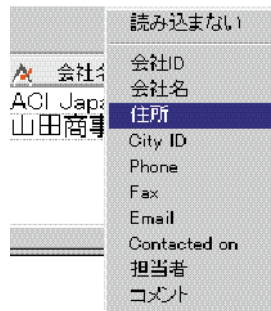 読み込まない
会社ID
会社名
住所
City ID
Phone
Fax
Email
Contacted on
担当者
コメント
会社
ACI Japa
山田商事